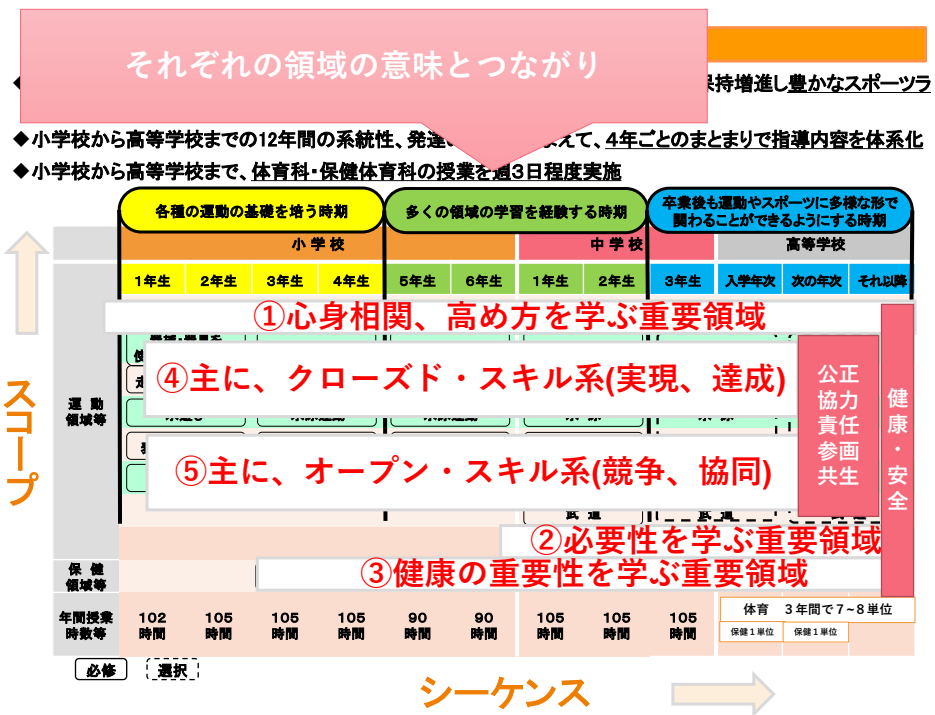 それぞれの領域の意味とつながり
持増進し豊かなスポーツラ
◆小学校から高等学校までの12年間の系統性、発達
えて、4年ごとのまとまりで指導内容を体系化
◆小学校から高等学校まで、体育科・保健体育科の授業を週3日程度実施
各種の運動の基礎を培う時期
多くの領域の学習を経験する時期
卒業後も運動やスポーツに多様な形で
関わることができるようにする時期
小学校
中学校
高等学校
1年生 2年生 3年生 4年生 5年生 6年生 1年生 2年生 3年生 入学年次 次の年次 それ以降
①心身相関、高め方を学ぶ重要領域
④主に、クローズド・スキル系(実現、達成)
⑤主に、オープン・スキル系(競争、協同)
公正
協力
責任
参画
共生
健康・安全
スコープ
運動
領域等
武道 武道
②必要性を学ぶ重要領域
保健
領域等
③健康の重要性を学ぶ重要領域
年間授業
時数等
102 105 105 105 90 90 105 105 105
時間 時間 時間 時間 時間 時間 時間 時間 時間
体育 3年間で7~8単位
保健1単位 保健1単位
必修 選択
シーケンス